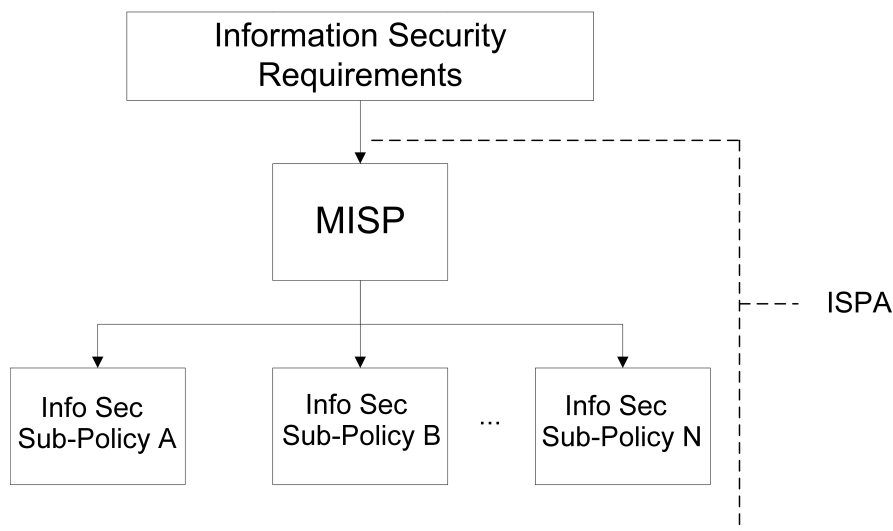 Information Security
Requirements
MISP
ISPA
Info Sec
Sub-Policy A
Info Sec
Sub-Policy B
...
Info Sec
Sub-Policy N